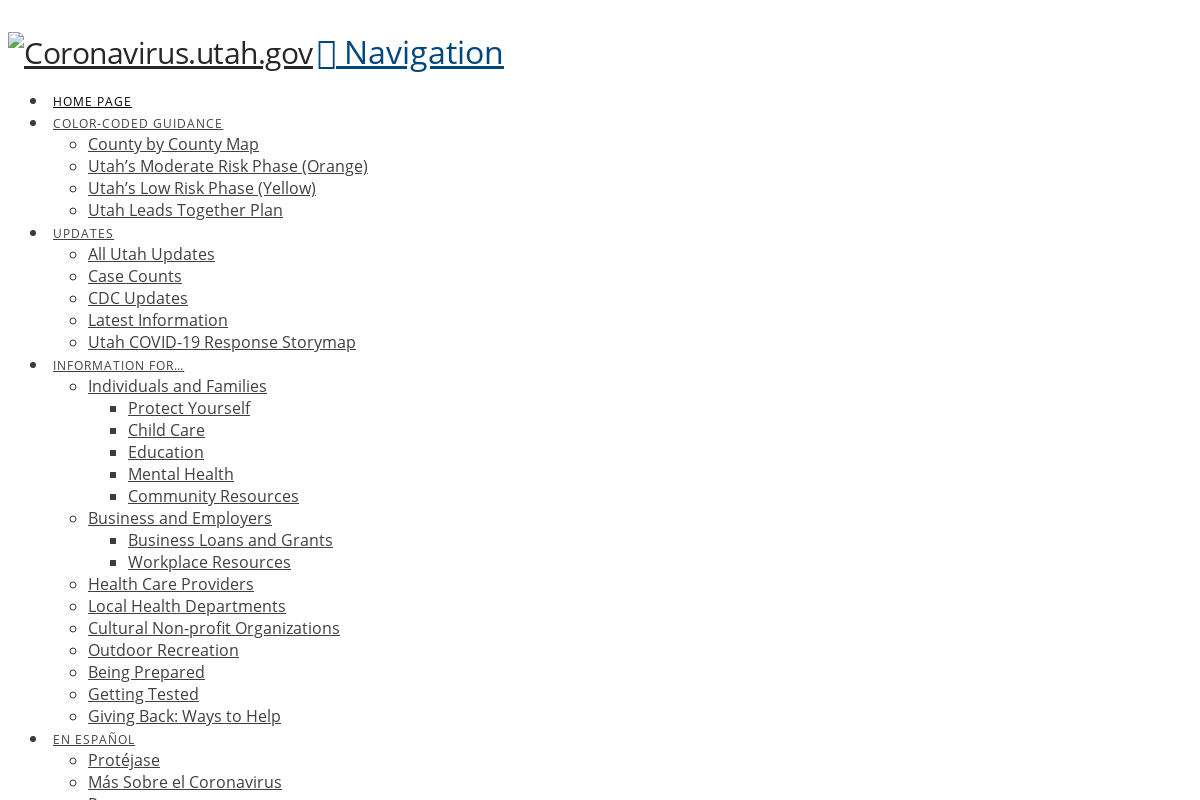 Coronavirus.utah.gov Navigation
HOME PAGE
COLOR-CODED GUIDANCE
County by County Map
Utah’s Moderate Risk Phase (Orange)
Utah’s Low Risk Phase (Yellow)
Utah Leads Together Plan
UPDATES
All Utah Updates
Case Counts
CDC Updates
Latest Information
Utah COVID-19 Response Storymap
INFORMATION FOR…
Individuals and Families
Protect Yourself
Child Care
Education
Mental Health
Community Resources
Business and Employers
Business Loans and Grants
Workplace Resources
Health Care Providers
Local Health Departments
Cultural Non-profit Organizations
Outdoor Recreation
Being Prepared
Getting Tested
Giving Back: Ways to Help
EN ESPAÑOL
Protéjase
Más Sobre el Coronavirus